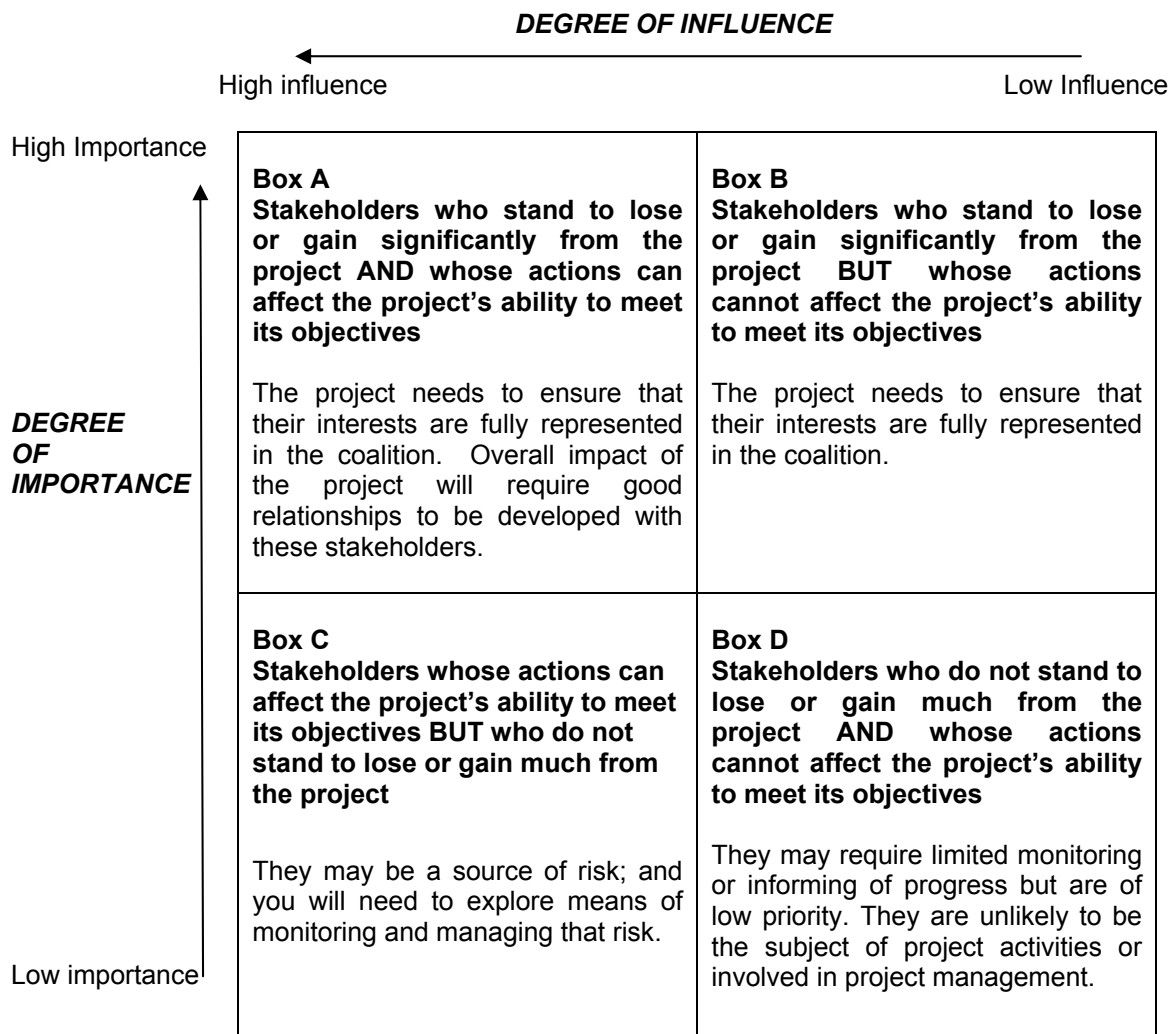 DEGREE OF INFLUENCE
High influence
Low Influence
High Importance
DEGREE
OF
IMPORTANCE
Low importance
Box A
Stakeholders who stand to lose
or gain significantly from the
project AND whose actions can
affect the project’s ability to meet
its objectives
The project needs to ensure that
their interests are fully represented
in the coalition. Overall impact of
the project will require good
relationships to be developed with
these stakeholders.
Box B
Stakeholders who stand to lose
or gain significantly from the
project BUT whose actions
cannot affect the project’s ability
to meet its objectives
The project needs to ensure that
their interests are fully represented
in the coalition.
Box C
Stakeholders whose actions can
affect the project’s ability to meet
its objectives BUT who do not
stand to lose or gain much from
the project
They may be a source of risk; and
you will need to explore means of
monitoring and managing that risk.
Box D
Stakeholders who do not stand to
lose or gain much from the
project AND whose actions
cannot affect the project’s ability
to meet its objectives
They may require limited monitoring
or informing of progress but are of
low priority. They are unlikely to be
the subject of project activities or
involved in project management.